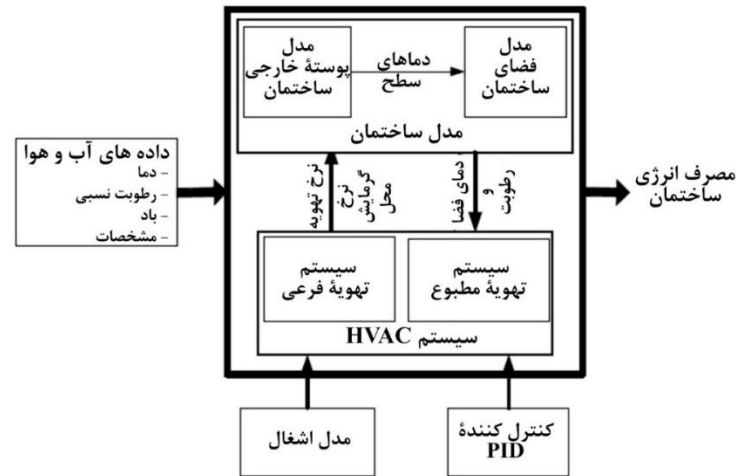 مدل
پوستهٔ خارجی
ساختمان
دماهای
سطح
مدل
فضای
ساختمان
مدل ساختمان
داده های آب و هوا
- دما
- رطوبت نسبی
- باد
- مشخصات
نرخ تهویه
نرخ
گرمایش
محل
دمای فضا
و
رطوبت
مصرف انرژی
ساختمان
سیستم
تهویهٔ فرعی
سیستم
تهویهٔ مطبوع
سیستم HVAC
مدل اشغال
کنترل کنندهٔ
PID